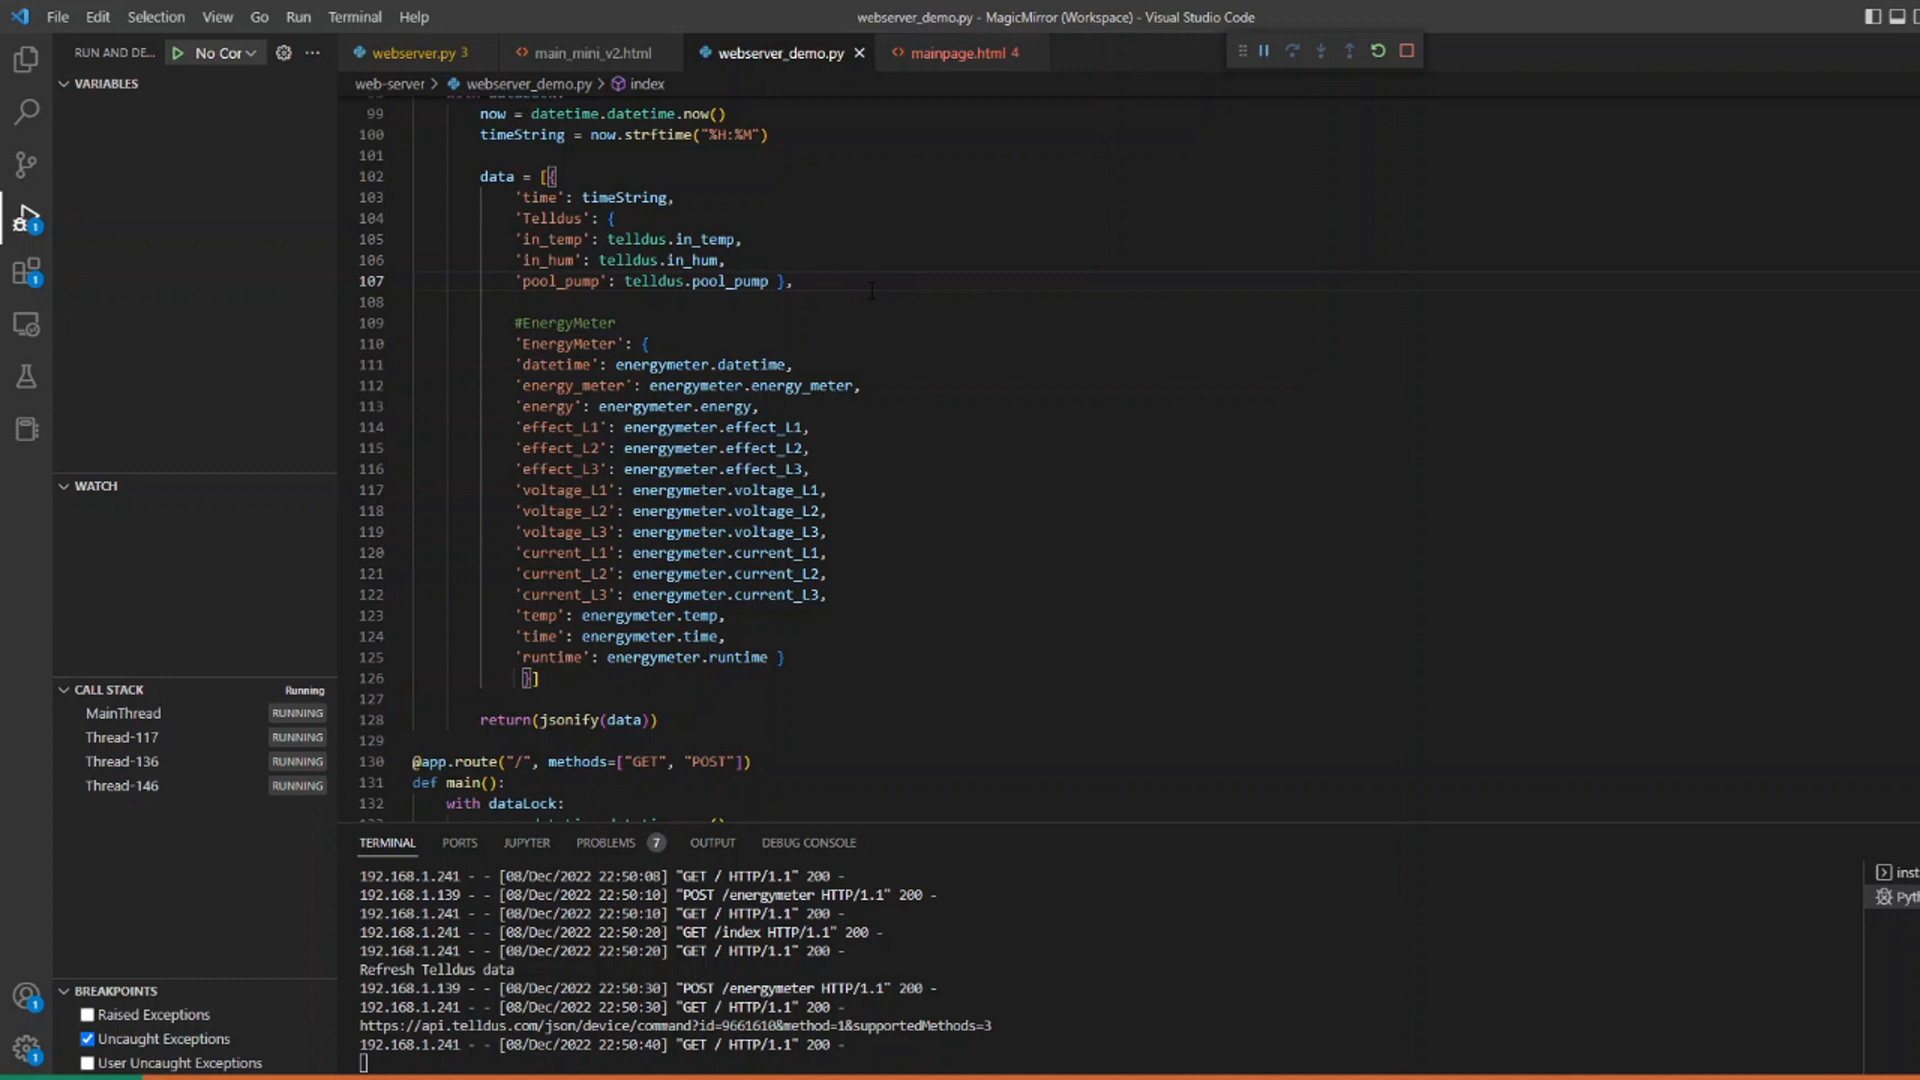 File Edit Selection View Go Run Terminal Help
webserver_demo.py - MagicMirror (Workspace) - Visual Studio Code
RUN AND DE... No Cor ...
webserver.py 3 main_mini_v2.html webserver_demo.py mainpage.html 4
VARIABLES
web-server > webserver_demo.py > index
99 now = datetime.datetime.now()
100 timeString = now.strftime("%H:%M")
101
102 data = [{
103 'time': timeString,
104 'Telldus': {
105 'in_temp': telldus.in_temp,
106 'in_hum': telldus.in_hum,
107 'pool_pump': telldus.pool_pump },
108
109 #EnergyMeter
110 'EnergyMeter': {
111 'datetime': energymeter.datetime,
112 'energy_meter': energymeter.energy_meter,
113 'energy': energymeter.energy,
114 'effect_L1': energymeter.effect_L1,
115 'effect_L2': energymeter.effect_L2,
116 'effect_L3': energymeter.effect_L3,
117 'voltage_L1': energymeter.voltage_L1,
118 'voltage_L2': energymeter.voltage_L2,
119 'voltage_L3': energymeter.voltage_L3,
120 'current_L1': energymeter.current_L1,
121 'current_L2': energymeter.current_L2,
122 'current_L3': energymeter.current_L3,
123 'temp': energymeter.temp,
124 'time': energymeter.time,
125 'runtime': energymeter.runtime }
126 }]
127
128 return(jsonify(data))
129
130 @app.route("/", methods=["GET", "POST"])
131 def main():
132 with dataLock:
WATCH
CALL STACK Running
MainThread RUNNING
Thread-117 RUNNING
Thread-136 RUNNING
Thread-146 RUNNING
BREAKPOINTS
Raised Exceptions
Uncaught Exceptions
User Uncaught Exceptions
1
1
1
1
TERMINAL PORTS JUPYTER PROBLEMS 7 OUTPUT DEBUG CONSOLE
192.168.1.241 - - [08/Dec/2022 22:50:08] "GET / HTTP/1.1" 200 -
192.168.1.139 - - [08/Dec/2022 22:50:10] "POST /energymeter HTTP/1.1" 200 -
192.168.1.241 - - [08/Dec/2022 22:50:10] "GET / HTTP/1.1" 200 -
192.168.1.241 - - [08/Dec/2022 22:50:20] "GET /index HTTP/1.1" 200 -
192.168.1.241 - - [08/Dec/2022 22:50:20] "GET / HTTP/1.1" 200 -
Refresh Telldus data
192.168.1.139 - - [08/Dec/2022 22:50:30] "POST /energymeter HTTP/1.1" 200 -
192.168.1.241 - - [08/Dec/2022 22:50:30] "GET / HTTP/1.1" 200 -
https://api.telldus.com/json/device/command?id=9661610&method=1&supportedMethods=3
192.168.1.241 - - [08/Dec/2022 22:50:40] "GET / HTTP/1.1" 200 -
inst
Pyth